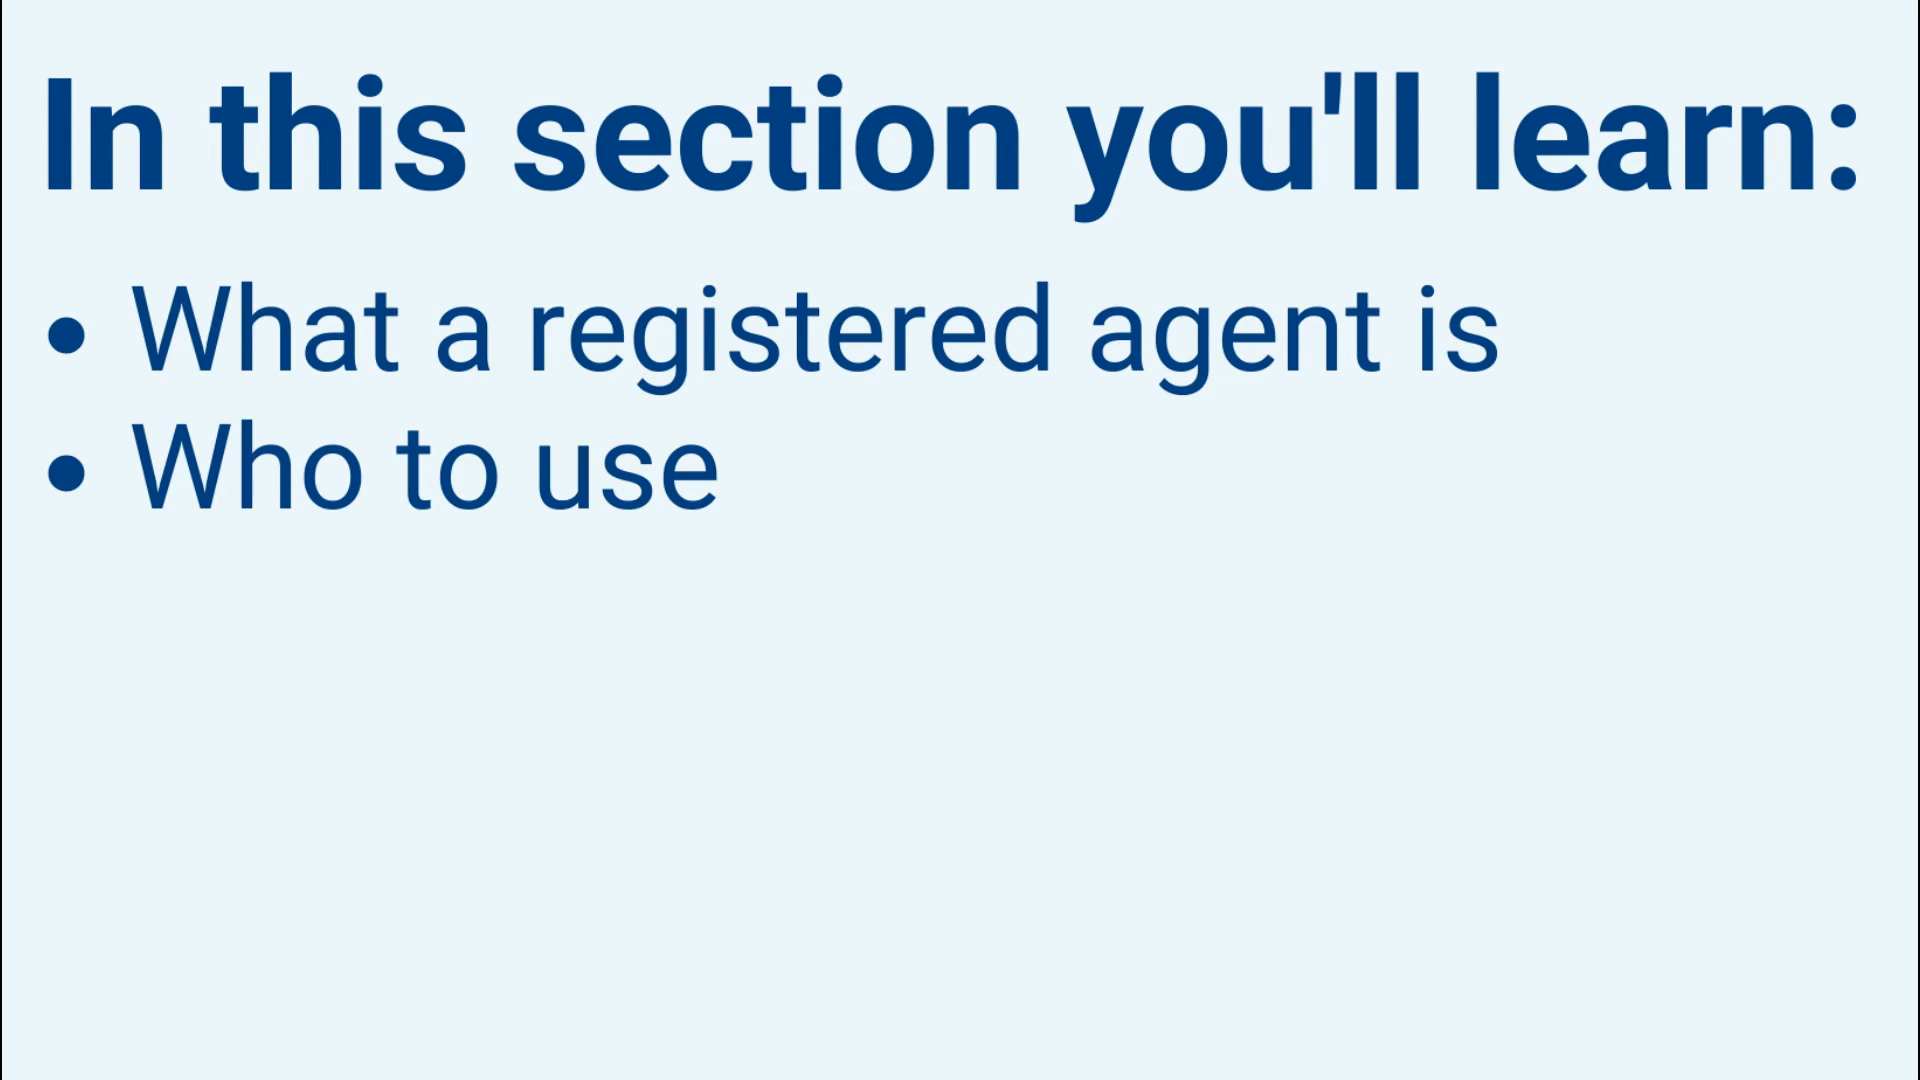 In this section you'll learn:
• What a registered agent is
• Who to use